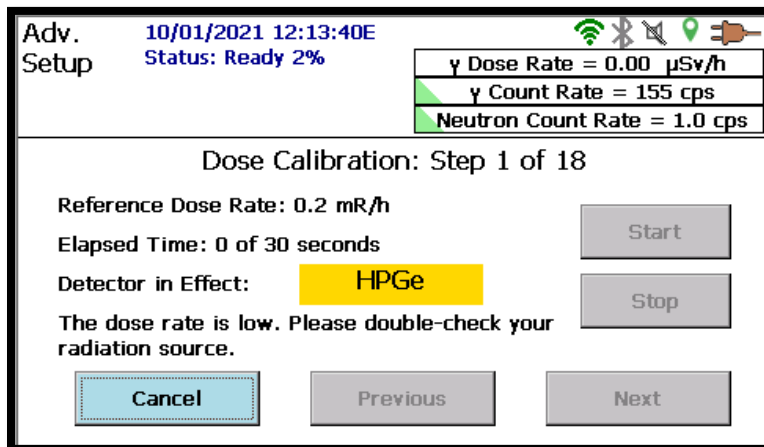 Adv. Setup
10/01/2021 12:13:40E
Status: Ready 2%
γ Dose Rate = 0.00 µSv/h
γ Count Rate = 155 cps
Neutron Count Rate = 1.0 cps
Dose Calibration: Step 1 of 18
Reference Dose Rate: 0.2 mR/h
Elapsed Time: 0 of 30 seconds
Detector in Effect: HPGe
The dose rate is low. Please double-check your
radiation source.
Start
Stop
Cancel
Previous
Next